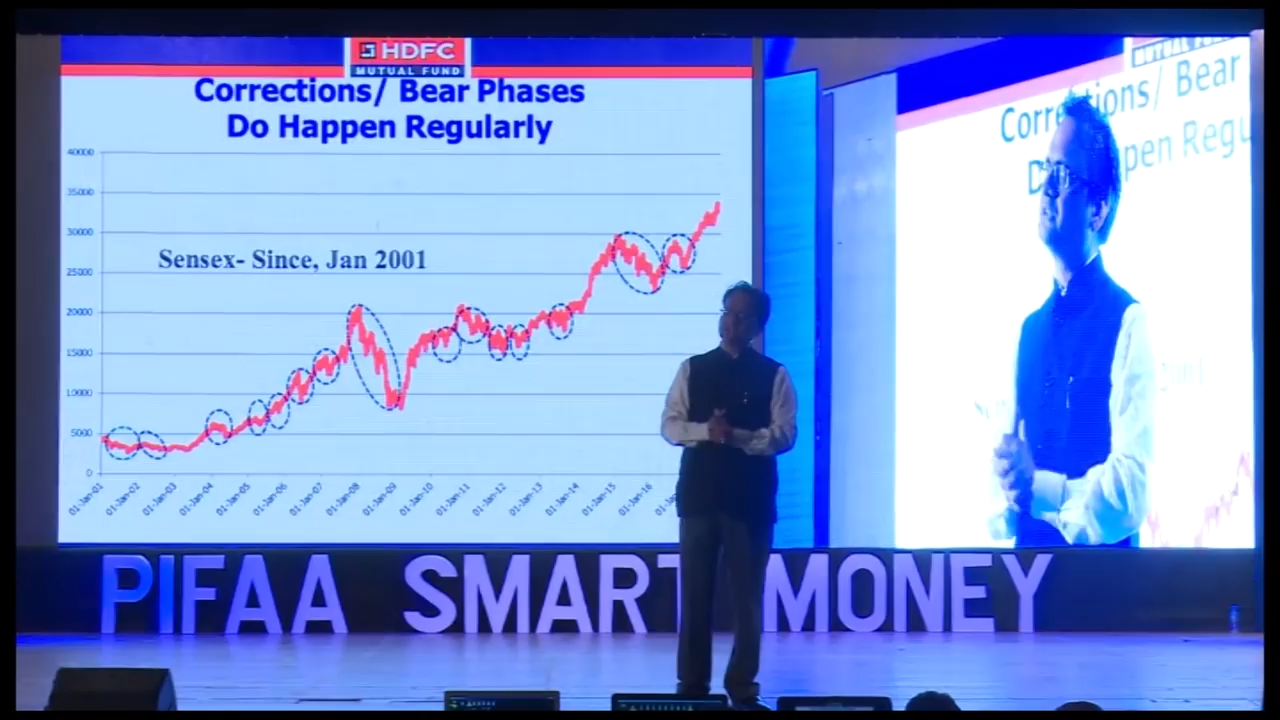 HDFC
MUTUAL FUND
Corrections/ Bear Phases
Do Happen Regularly
40000
35000
30000
25000
20000
15000
10000
5000
0
Sensex- Since, Jan 2001
01-Jan-01
01-Jan-02
01-Jan-03
01-Jan-04
01-Jan-05
01-Jan-06
01-Jan-07
01-Jan-08
01-Jan-09
01-Jan-10
01-Jan-11
01-Jan-12
01-Jan-13
01-Jan-14
01-Jan-15
01-Jan-16
MUTUAL FUND
Corrections/ Bear
pen Regu
PIFAA SMART MONEY